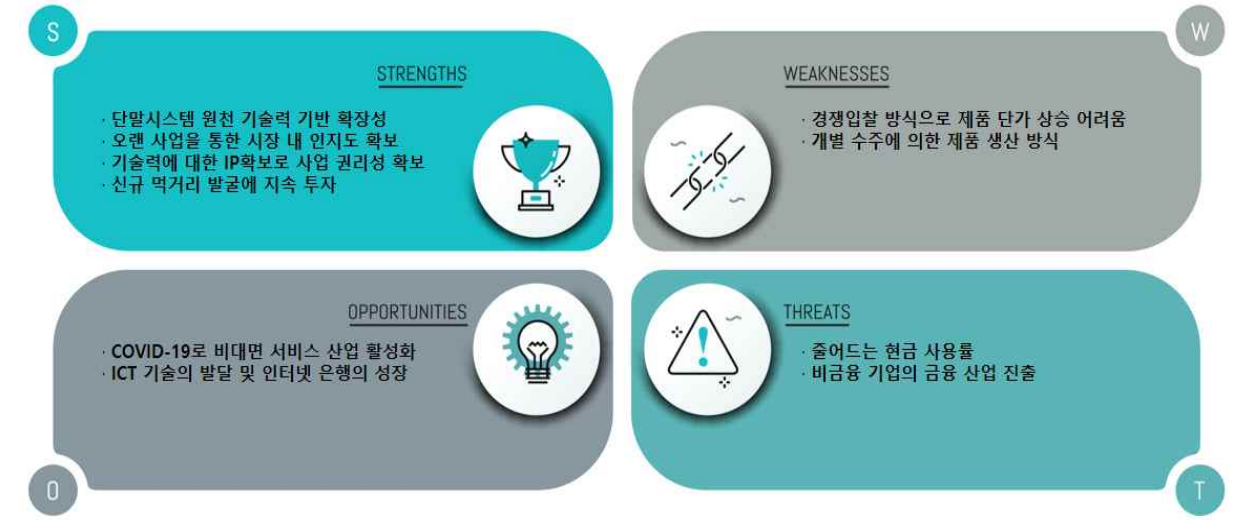 S
STRENGTHS
· 단말시스템 원천 기술력 기반 확장성
· 오랜 사업을 통한 시장 내 인지도 확보
· 기술력에 대한 IP확보로 사업 권리성 확보
· 신규 먹거리 발굴에 지속 투자
W
WEAKNESSES
· 경쟁입찰 방식으로 제품 단가 상승 어려움
· 개별 수주에 의한 제품 생산 방식
O
OPPORTUNITIES
· COVID-19로 비대면 서비스 산업 활성화
· ICT 기술의 발달 및 인터넷 은행의 성장
T
THREATS
· 줄어드는 현금 사용률
· 비금융 기업의 금융 산업 진출